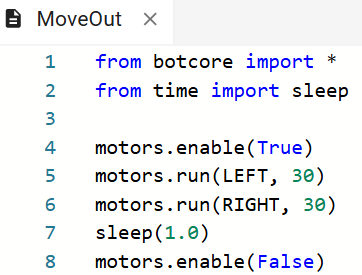 MoveOut
1 from botcore import *
2 from time import sleep
3
4 motors.enable(True)
5 motors.run(LEFT, 30)
6 motors.run(RIGHT, 30)
7 sleep(1.0)
8 motors.enable(False)